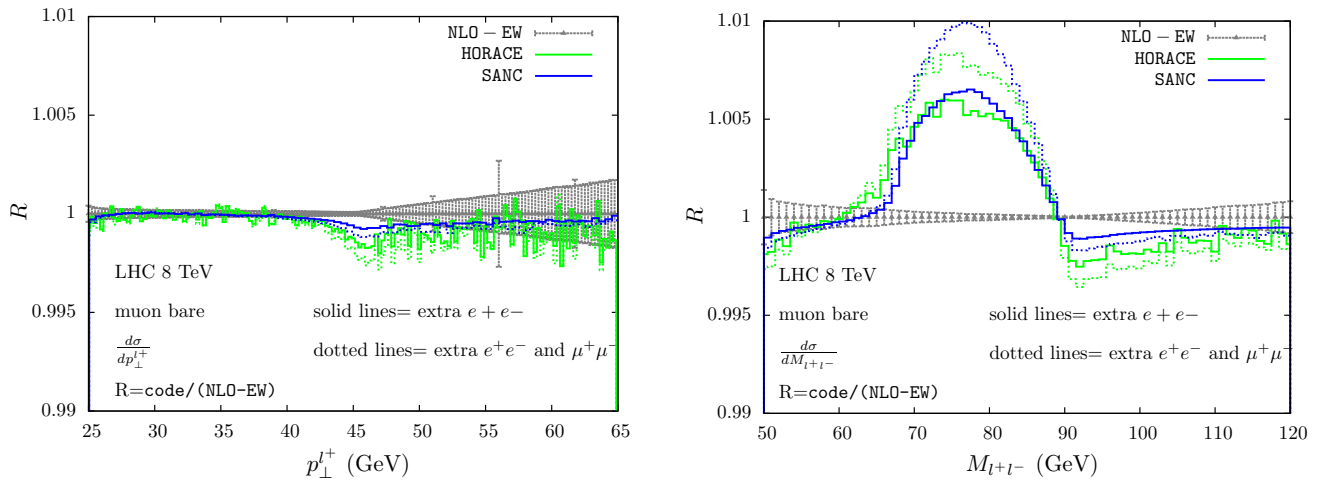 1.01
1.005
1
0.995
0.99
R
NLO − EW
HORACE
SANC
LHC 8 TeV
muon bare
solid lines= extra e + e−
dσ
dp⊥^{l+}
dotted lines= extra e⁺e⁻ and μ⁺μ⁻
R=code/(NLO-EW)
25 30 35 40 45 50 55 60 65
p⊥^{l+} (GeV)
1.01
1.005
1
0.995
0.99
R
NLO − EW
HORACE
SANC
LHC 8 TeV
muon bare
solid lines= extra e + e−
dσ
dM_{l+l−}
dotted lines= extra e⁺e⁻ and μ⁺μ⁻
R=code/(NLO-EW)
50 60 70 80 90 100 110 120
M_{l+l−} (GeV)